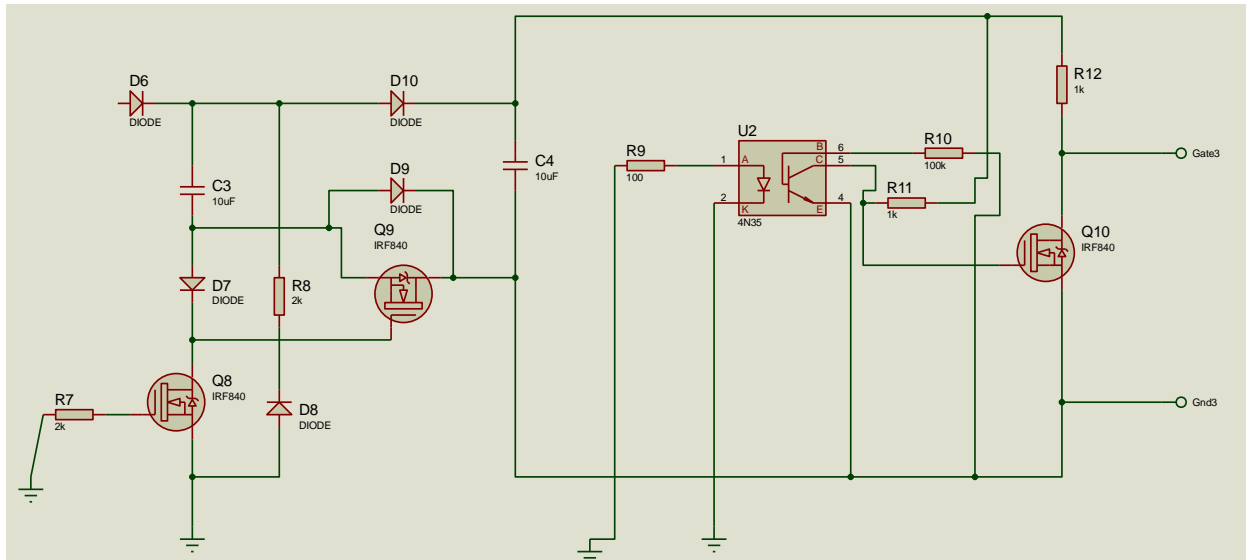 D6
DIODE
D10
DIODE
R12
1k
C3
10uF
D9
DIODE
C4
10uF
U2
R9
100
1
A
2
K
B
6
C
5
E
4
4N35
R10
100k
R11
1k
Gate3
Q9
IRF840
Q10
IRF840
D7
DIODE
R8
2k
Q8
IRF840
R7
2k
D8
DIODE
Gnd3